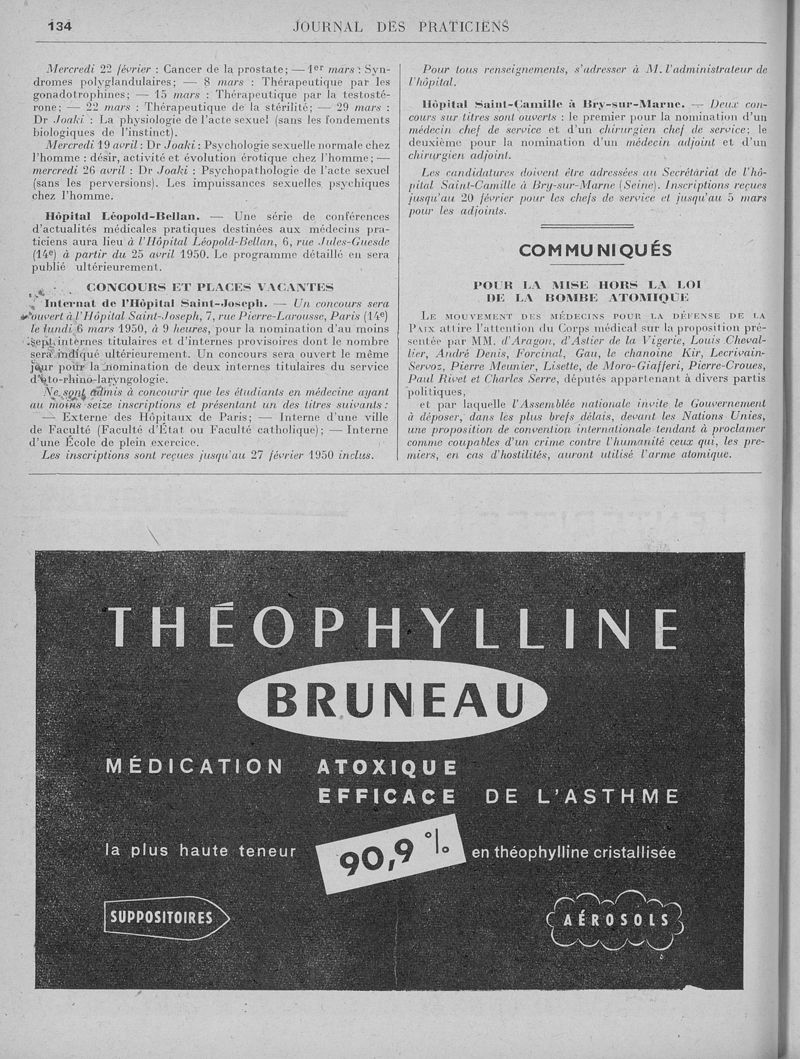 134
JOURNAL DES PRATICIENS
Mercredi 22 février : Cancer de la prostate; — 1er mars : Syn-
dromes polyglandulaires; — 8 mars : Thérapeutique par les
gonadotrophines; — 15 mars : Thérapeutique par la testosté-
rone; — 22 mars : Thérapeutique de la stérilité; — 29 mars :
Dr Joaki : La physiologie de l'acte sexuel (sans les fondements
biologiques de l'instinct).
Mercredi 19 avril : Dr Joaki : Psychologie sexuelle normale chez
l'homme : désir, activité et évolution érotique chez l'homme; —
mercredi 26 avril : Dr Joaki : Psychopathologie de l'acte sexuel
(sans les perversions). Les impuissances sexuelles psychiques
chez l'homme.
Hôpital Léopold-Bellan. — Une série de conférences
d'actualités médicales pratiques destinées aux médecins pra-
ticiens aura lieu à l'Hôpital Léopold-Bellan, 6, rue Jules-Guesde
(14e) à partir du 25 avril 1950. Le programme détaillé en sera
publié ultérieurement.
CONCOURS ET PLACES VACANTES
Internat de l'Hôpital Saint-Joseph. — Un concours sera
ouvert à l'Hôpital Saint-Joseph, 7, rue Pierre-Larousse, Paris (14e)
le lundi 6 mars 1950, à 9 heures, pour la nomination d'au moins
sept internes titulaires et d'internes provisoires dont le nombre
sera indiqué ultérieurement. Un concours sera ouvert le même
jour pour la nomination de deux internes titulaires du service
d'oto-rhino-laryngologie.
Ne sont admis à concourir que les étudiants en médecine ayant
au moins seize inscriptions et présentant un des titres suivants :
— Externe des Hôpitaux de Paris; — Interne d'une ville
de Faculté (Faculté d'État ou Faculté catholique); — Interne
d'une École de plein exercice.
Les inscriptions sont reçues jusqu'au 27 février 1950 inclus.
Pour tous renseignements, s'adresser à M. l'administrateur de
l'hôpital.
Hôpital Saint-Camille à Bry-sur-Marne. — Deux con-
cours sur titres sont ouverts : le premier pour la nomination d'un
médecin chef de service et d'un chirurgien chef de service; le
deuxième pour la nomination d'un médecin adjoint et d'un
chirurgien adjoint.
Les candidatures doivent être adressées au Secrétariat de l'hô-
pital Saint-Camille à Bry-sur-Marne (Seine). Inscriptions reçues
jusqu'au 20 février pour les chefs de service et jusqu'au 5 mars
pour les adjoints.
COMMUNIQUÉS
POUR LA MISE HORS LA LOI
DE LA BOMBE ATOMIQUE
LE MOUVEMENT DES MÉDECINS POUR LA DÉFENSE DE LA
PAIX attire l'attention du Corps médical sur la proposition pré-
sentée par MM. d'Aragon, d'Astier de la Vigerie, Louis Cheval-
lier, André Denis, Forcinal, Gau, le chanoine Kir, Lecrivain-
Servoz, Pierre Meunier, Lisette, de Moro-Giafferi, Pierre-Croues,
Paul Rivet et Charles Serre, députés appartenant à divers partis
politiques,
et par laquelle l'Assemblée nationale invite le Gouvernement
à déposer, dans les plus brefs délais, devant les Nations Unies,
une proposition de convention internationale tendant à proclamer
comme coupables d'un crime contre l'humanité ceux qui, les pre-
miers, en cas d'hostilités, auront utilisé l'arme atomique.
THÉOPHYLLINE
BRUNEAU
MÉDICATION ATOXIQUE
EFFICACE DE L'ASTHME
la plus haute teneur 90,9 % en théophylline cristallisée
SUPPOSITOIRES
AÉROSOLS